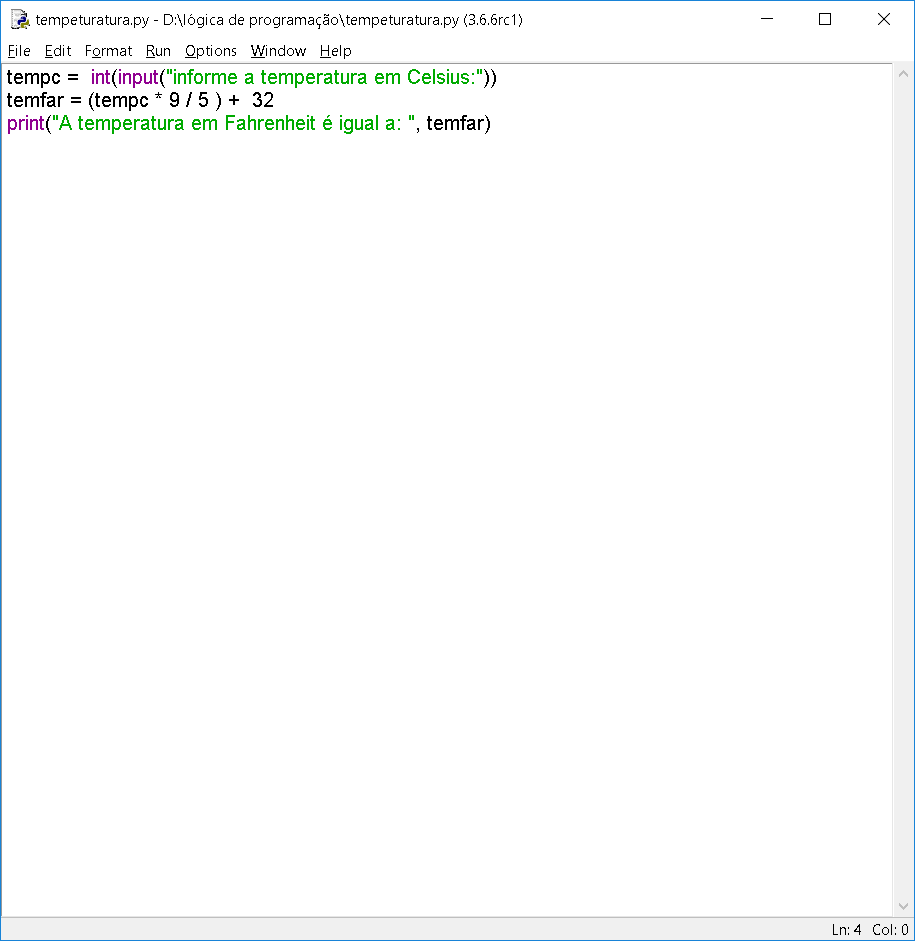 tempeturatura.py - D:\lógica de programação\tempeturatura.py (3.6.6rc1)
File Edit Format Run Options Window Help
tempc =  int(input("informe a temperatura em Celsius:"))
temfar = (tempc * 9 / 5 ) +  32
print("A temperatura em Fahrenheit é igual a: ", temfar)
Ln: 4 Col: 0